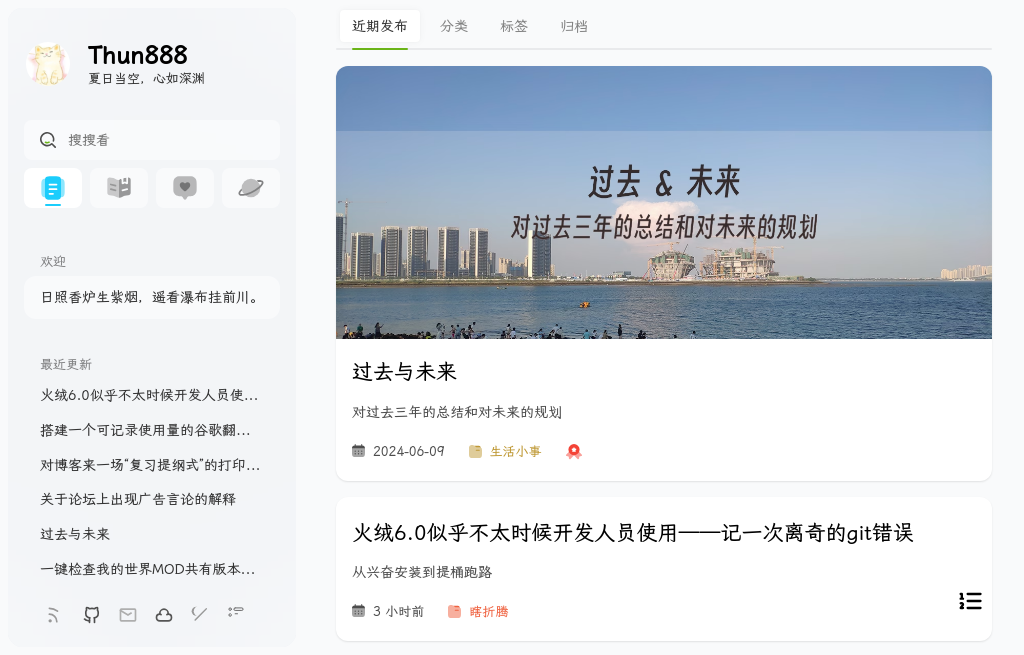 Thun888
夏日当空，心如深渊
搜搜看
欢迎
日照香炉生紫烟，遥看瀑布挂前川。
最近更新
火绒6.0似乎不太时候开发人员使...
搭建一个可记录使用量的谷歌翻...
对博客来一场“复习提纲式”的打印...
关于论坛上出现广告言论的解释
过去与未来
一键检查我的世界MOD共有版本...
近期发布 分类 标签 归档
过去 & 未来
对过去三年的总结和对未来的规划
过去与未来
对过去三年的总结和对未来的规划
2024-06-09 生活小事
火绒6.0似乎不太时候开发人员使用——记一次离奇的git错误
从兴奋安装到提桶跑路
3 小时前 瞎折腾